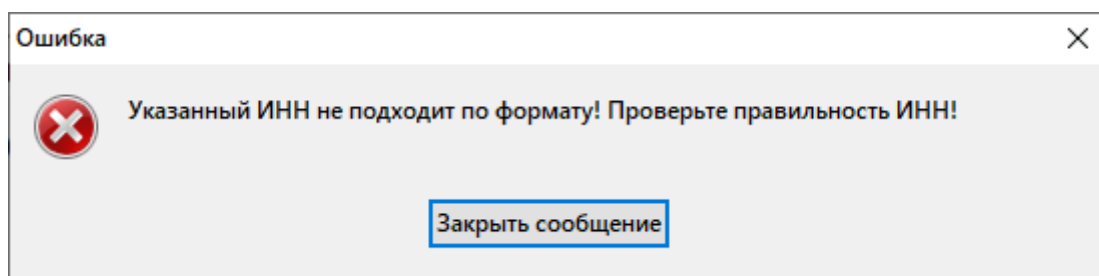 Ошибка
Указанный ИНН не подходит по формату! Проверьте правильность ИНН!
Закрыть сообщение